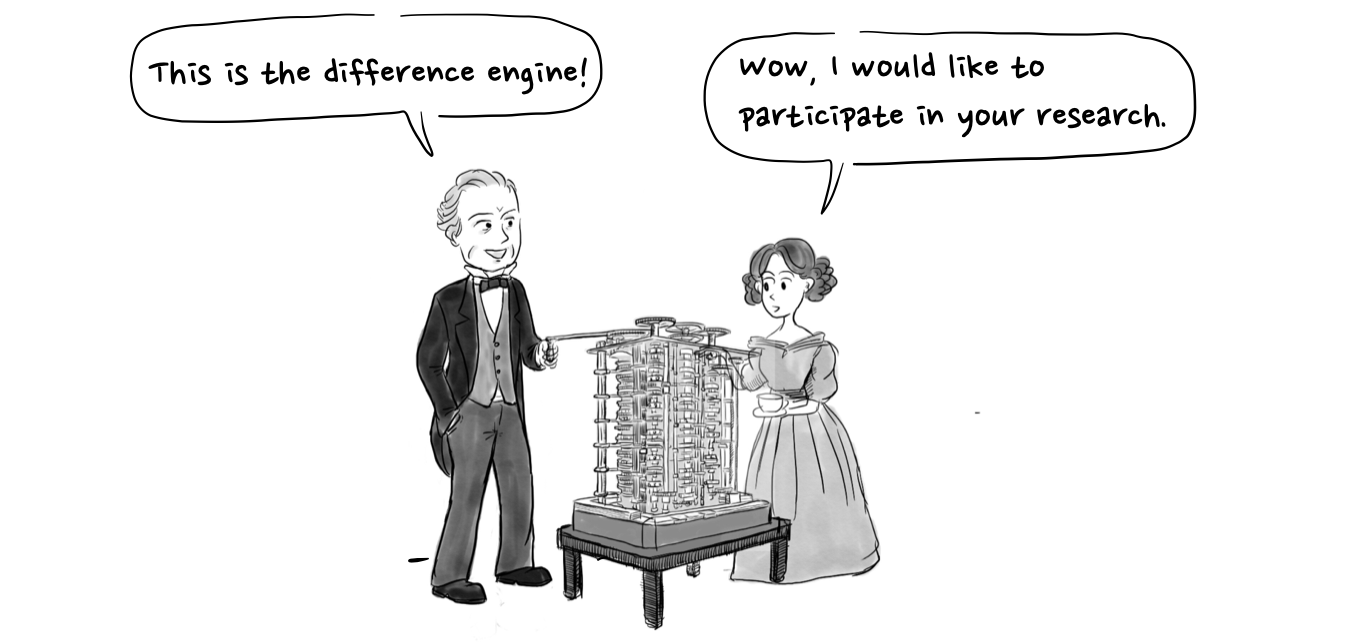 This is the difference engine!
Wow, I would like to
participate in your research.